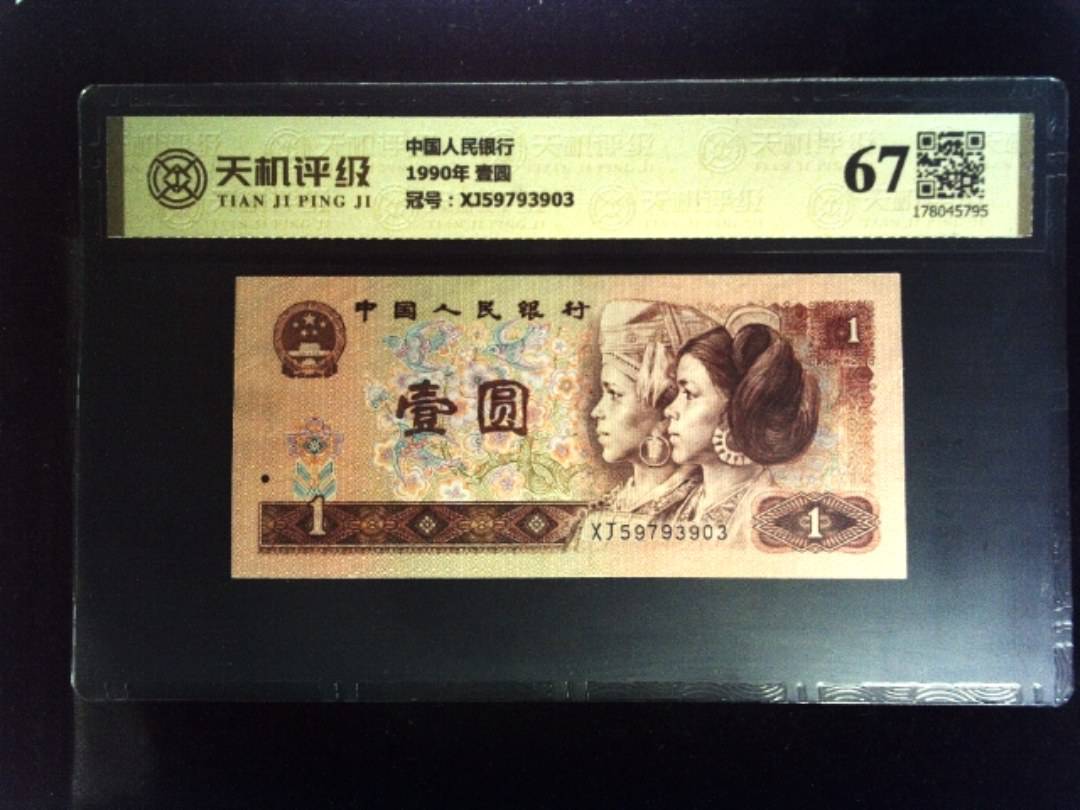 天机评级
TIAN JI PING JI
中国人民银行
1990年 壹圆
冠号：XJ59793903
67
178045795
中国人民银行
1
壹圆
1
XJ59793903
1